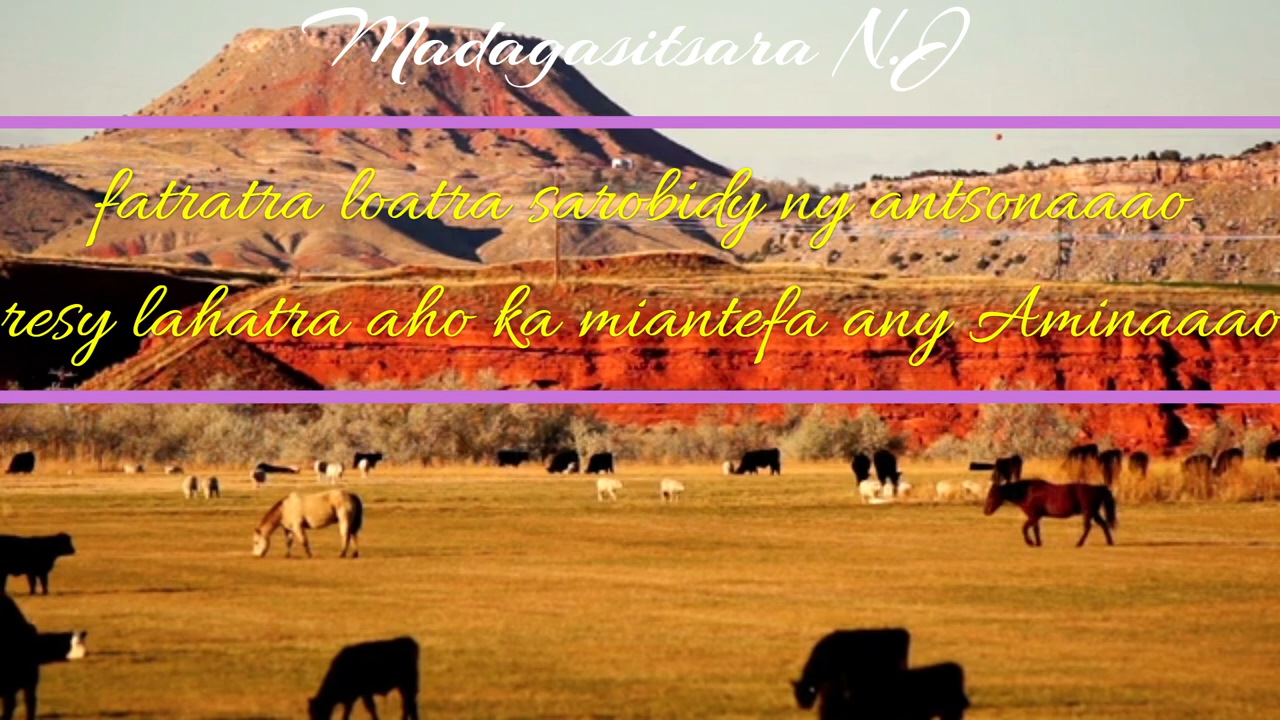 Madagasitsara N.J
fatratra loatra sarobidy ny antsonaaao
resy lahatra aho ka miantefa any Aminaaao